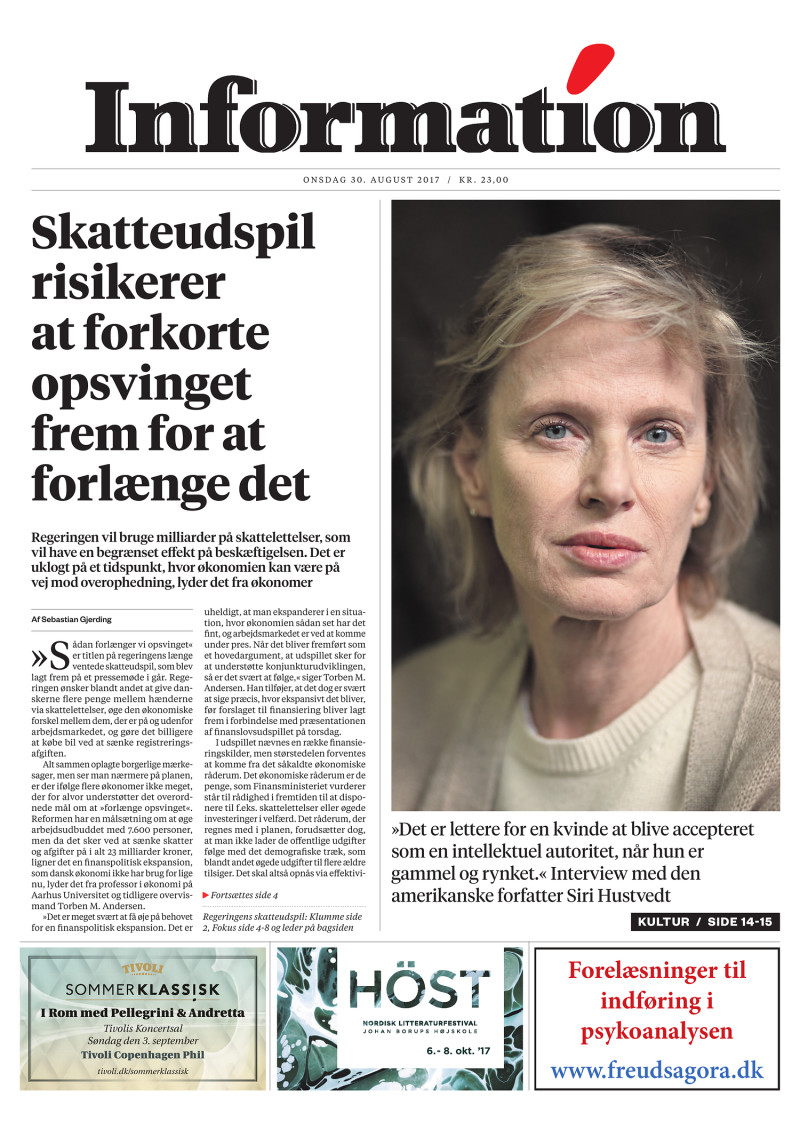 Information
ONSDAG 30. AUGUST 2017 / KR. 23,00
Skatteudspil
risikerer
at forkorte
opsvinget
frem for at
forlænge det
Regeringen vil bruge milliarder på skattelettelser, som
vil have en begrænset effekt på beskæftigelsen. Det er
uklogt på et tidspunkt, hvor økonomien kan være på
vej mod overophedning, lyder det fra økonomer
Af Sebastian Gjerding
»Sådan forlænger vi opsvinget«
er titlen på regeringens længe
ventede skatteudspil, som blev
lagt frem på et pressemøde i går. Rege-
ringen ønsker blandt andet at give dan-
skerne flere penge mellem hænderne
via skattelettelser, øge den økonomiske
forskel mellem dem, der er på og udenfor
arbejdsmarkedet, og gøre det billigere
at købe bil ved at sænke registrerings-
afgiften.
Alt sammen oplagte borgerlige mærke-
sager, men ser man nærmere på planen,
er der ifølge flere økonomer ikke meget,
der for alvor understøtter det overord-
nede mål om at »forlænge opsvinget«.
Reformen har en målsætning om at øge
arbejdsudbuddet med 7.600 personer,
men da det sker ved at sænke skatter
og afgifter på i alt 23 milliarder kroner,
ligner det en finanspolitisk ekspansion,
som dansk økonomi ikke har brug for lige
nu, lyder det fra professor i økonomi på
Aarhus Universitet og tidligere overvis-
mand Torben M. Andersen.
»Det er meget svært at få øje på behovet
for en finanspolitisk ekspansion. Det er
uheldigt, at man ekspanderer i en situa-
tion, hvor økonomien sådan set har det
fint, og arbejdsmarkedet er ved at komme
under pres. Når det bliver fremført som
et hovedargument, at udspillet sker for
at understøtte konjunkturudviklingen,
så er det svært at følge,« siger Torben M.
Andersen. Han tilføjer, at det dog er svært
at sige præcis, hvor ekspansivt det bliver,
før forslaget til finansiering bliver lagt
frem i forbindelse med præsentationen
af finanslovsudspillet på torsdag.
I udspillet nævnes en række finansie-
ringskilder, men størstedelen forventes
at komme fra det såkaldte økonomiske
råderum. Det økonomiske råderum er de
penge, som Finansministeriet vurderer
står til rådighed i fremtiden til at dispo-
nere til f.eks. skattelettelser eller øgede
investeringer i velfærd. Det råderum, der
regnes med i planen, forudsætter dog,
at man ikke lader de offentlige udgifter
følge med det demografiske træk, som
blandt andet øgede udgifter til flere ældre
tilsiger. Det skal altså opnås via effektivi-
Fortsættes side 4
Regeringens skatteudspil: Klumme side
2, Fokus side 4-8 og leder på bagsiden
»Det er lettere for en kvinde at blive accepteret
som en intellektuel autoritet, når hun er
gammel og rynket.« Interview med den
amerikanske forfatter Siri Hustvedt
KULTUR / SIDE 14-15
TIVOLI
SOMMERKLASSISK
I Rom med Pellegrini & Andretta
Tivolis Koncertsal
Søndag den 3. september
Tivoli Copenhagen Phil
tivoli.dk/sommerklassisk
HÖST
NORDISK LITTERATURFESTIVAL
JOHAN BORUPS HØJSKOLE
6.- 8. okt. '17
Forelæsninger til
indføring i
psykoanalysen
www.freudsagora.dk